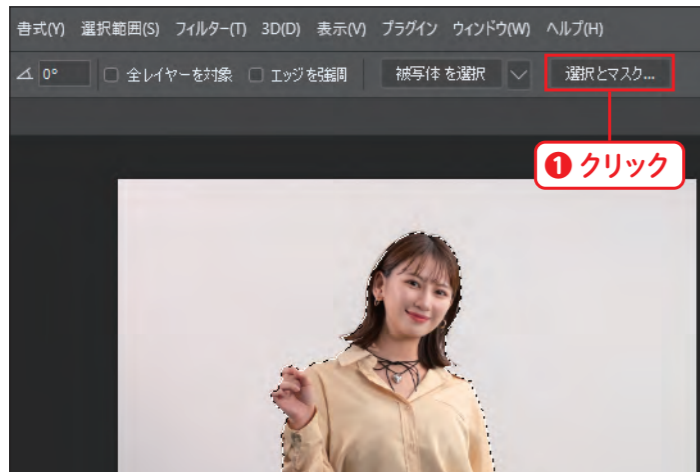 書式(Y) 選択範囲(S) フィルター(T) 3D(D) 表示(V) プラグイン ウィンドウ(W) ヘルプ(H)
0° 全レイヤーを対象 エッジを強調 被写体を選択 選択とマスク...
❶ クリック